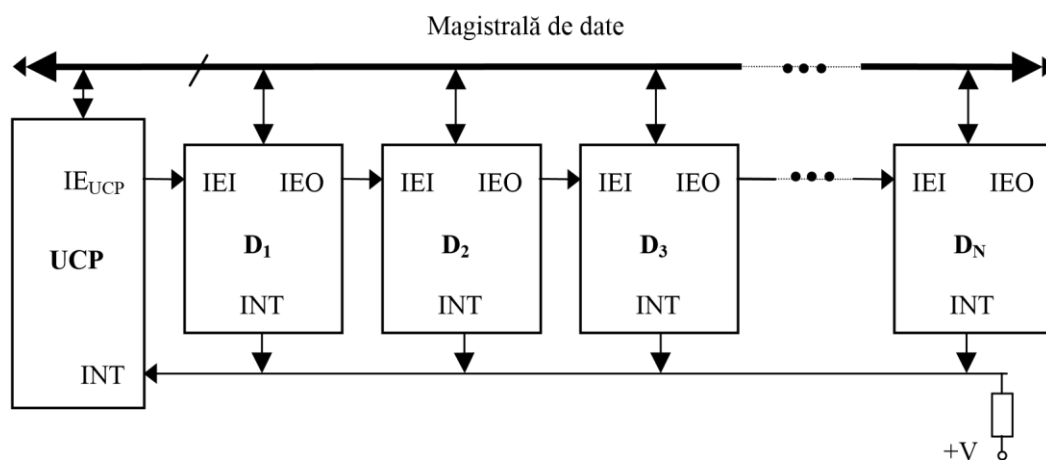 Magistrală de date
IE_UCP IEI IEO IEI IEO IEI IEO IEI IEO
UCP D₁ D₂ D₃ D_N
INT INT INT INT
INT
+V